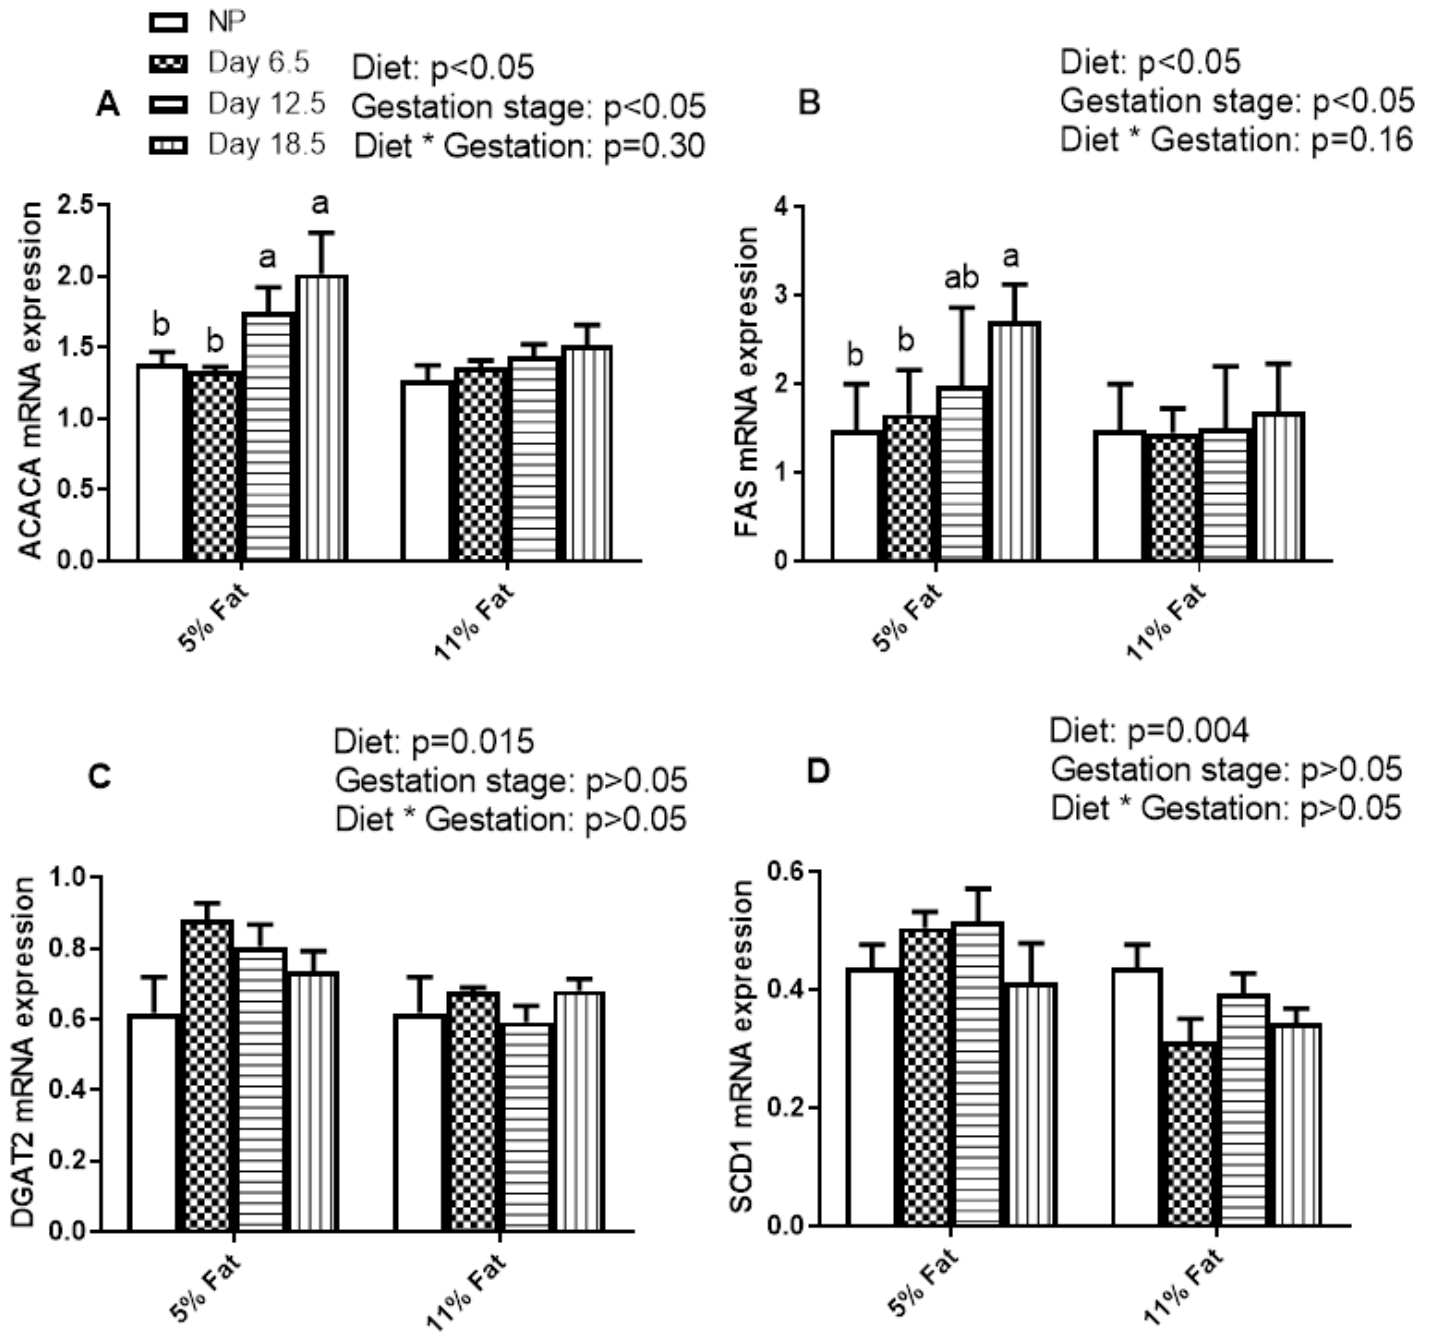 NP
Day 6.5
Day 12.5
Day 18.5
A
Diet: p<0.05
Gestation stage: p<0.05
Diet * Gestation: p=0.30
ACACA mRNA expression
2.5
2.0
1.5
1.0
0.5
0.0
b
b
a
a
5% Fat
11% Fat
B
Diet: p<0.05
Gestation stage: p<0.05
Diet * Gestation: p=0.16
FAS mRNA expression
4
3
2
1
0
b
b
ab
a
5% Fat
11% Fat
C
Diet: p=0.015
Gestation stage: p>0.05
Diet * Gestation: p>0.05
DGAT2 mRNA expression
1.0
0.8
0.6
0.4
0.2
0.0
5% Fat
11% Fat
D
Diet: p=0.004
Gestation stage: p>0.05
Diet * Gestation: p>0.05
SCD1 mRNA expression
0.6
0.4
0.2
0.0
5% Fat
11% Fat